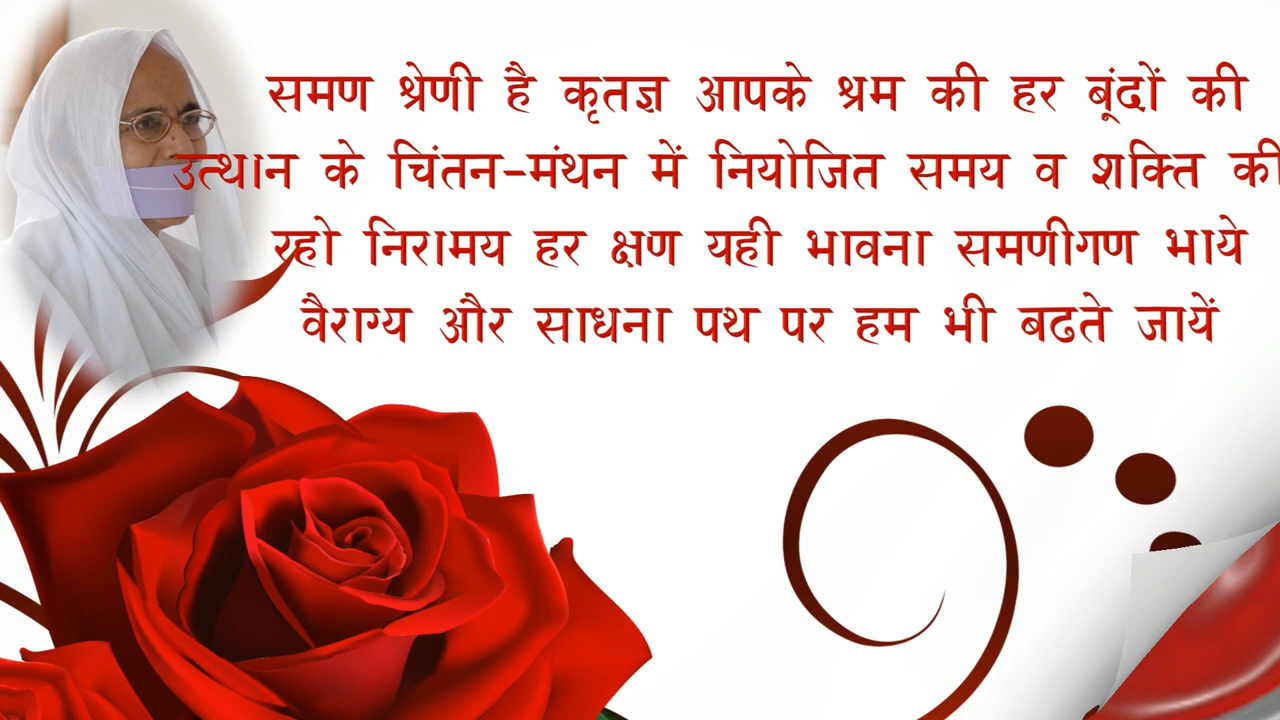 समण श्रेणी है कृतज्ञ आपके श्रम की हर बूंदों की
उत्थान के चिंतन-मंथन में नियोजित समय व शक्ति की
रहो निरामय हर क्षण यही भावना समणीगण भाये
वैराग्य और साधना पथ पर हम भी बढते जायें